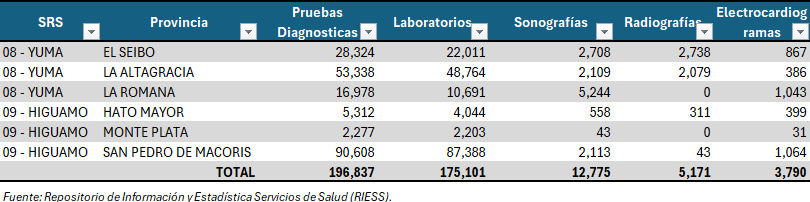 SRS Provincia Pruebas Diagnosticas Laboratorios Sonografías Radiografías Electrocardiogramas
08 - YUMA EL SEIBO 28,324 22,011 2,708 2,738 867
08 - YUMA LA ALTAGRACIA 53,338 48,764 2,109 2,079 386
08 - YUMA LA ROMANA 16,978 10,691 5,244 0 1,043
09 - HIGUAMO HATO MAYOR 5,312 4,044 558 311 399
09 - HIGUAMO MONTE PLATA 2,277 2,203 43 0 31
09 - HIGUAMO SAN PEDRO DE MACORIS 90,608 87,388 2,113 43 1,064
TOTAL 196,837 175,101 12,775 5,171 3,790
Fuente: Repositorio de Información y Estadística Servicios de Salud (RIESS).